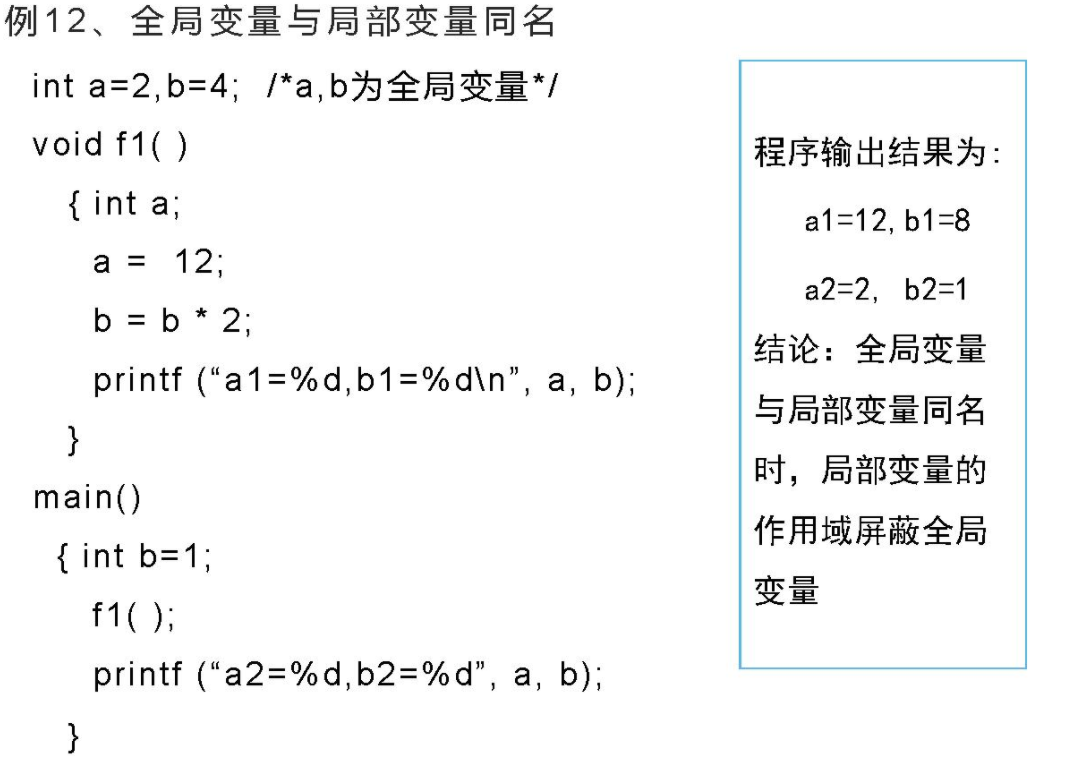 例12、全局变量与局部变量同名
int a=2,b=4;  /*a,b为全局变量*/
void f1( )
{ int a;
a =  12;
b = b * 2;
printf (“a1=%d,b1=%d\n”, a, b);
}
main()
{ int b=1;
f1( );
printf (“a2=%d,b2=%d”, a, b);
}
程序输出结果为：
a1=12, b1=8
a2=2,  b2=1
结论：全局变量
与局部变量同名
时，局部变量的
作用域屏蔽全局
变量